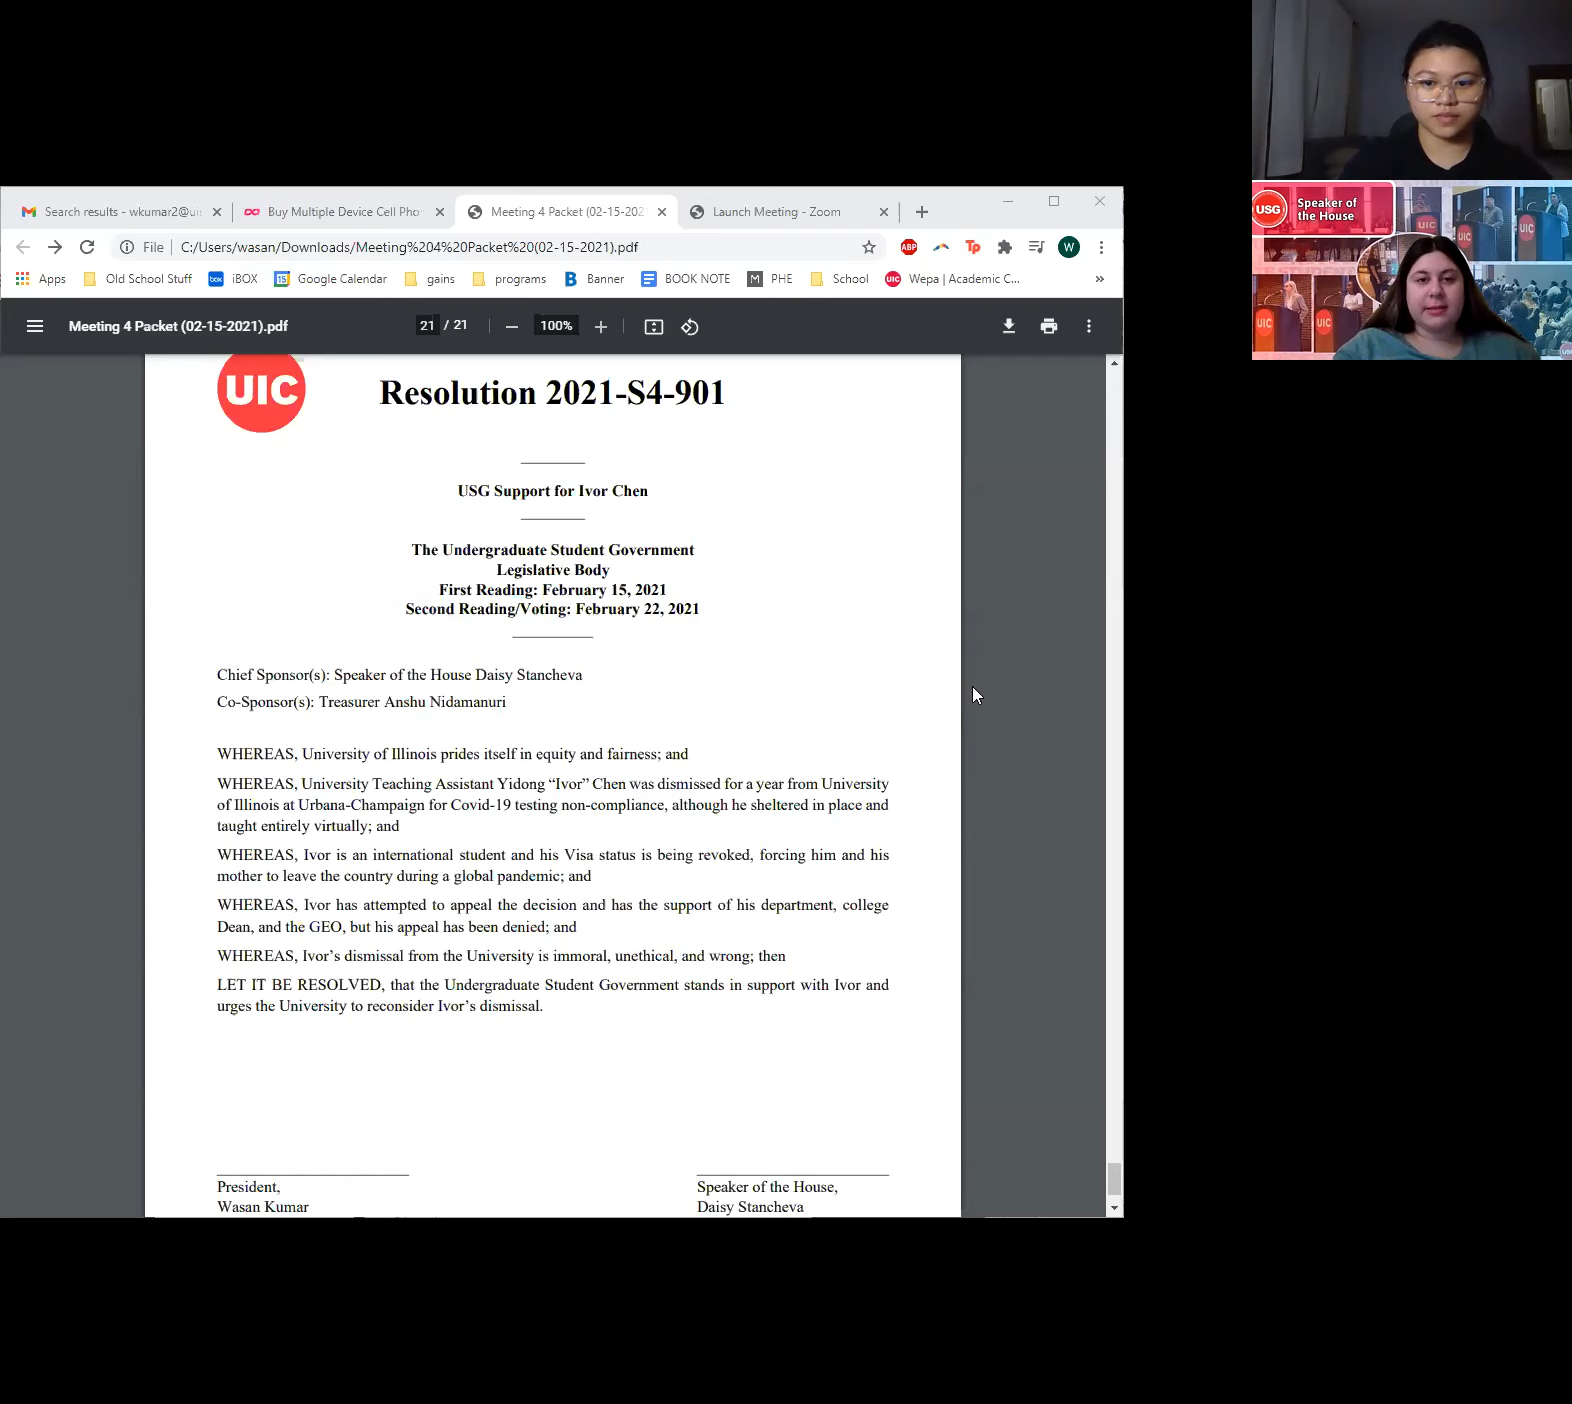 Search results - wkumar2@uic
Buy Multiple Device Cell Pho
Meeting 4 Packet (02-15-202
Launch Meeting - Zoom
File
C:/Users/wasan/Downloads/Meeting%204%20Packet%20(02-15-2021).pdf
ABP
Tp
W
Apps
Old School Stuff
box
iBOX
15
Google Calendar
gains
programs
B
Banner
BOOK NOTE
M
PHE
School
UIC
Wepa | Academic C...
»
Meeting 4 Packet (02-15-2021).pdf
21 / 21
100%
UIC
Resolution 2021-S4-901
USG Support for Ivor Chen
The Undergraduate Student Government
Legislative Body
First Reading: February 15, 2021
Second Reading/Voting: February 22, 2021
Chief Sponsor(s): Speaker of the House Daisy Stancheva
Co-Sponsor(s): Treasurer Anshu Nidamanuri
WHEREAS, University of Illinois prides itself in equity and fairness; and
WHEREAS, University Teaching Assistant Yidong “Ivor” Chen was dismissed for a year from University
of Illinois at Urbana-Champaign for Covid-19 testing non-compliance, although he sheltered in place and
taught entirely virtually; and
WHEREAS, Ivor is an international student and his Visa status is being revoked, forcing him and his
mother to leave the country during a global pandemic; and
WHEREAS, Ivor has attempted to appeal the decision and has the support of his department, college
Dean, and the GEO, but his appeal has been denied; and
WHEREAS, Ivor’s dismissal from the University is immoral, unethical, and wrong; then
LET IT BE RESOLVED, that the Undergraduate Student Government stands in support with Ivor and
urges the University to reconsider Ivor’s dismissal.
President,
Wasan Kumar
Speaker of the House,
Daisy Stancheva
USG
Speaker of
the House
UIC
UIC
UIC
UIC
UIC